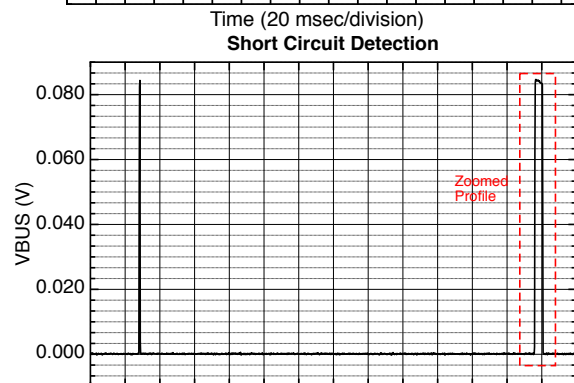 Time (20 msec/division)
Short Circuit Detection
0.080
0.060
0.040
0.020
0.000
VBUS (V)
Zoomed
Profile